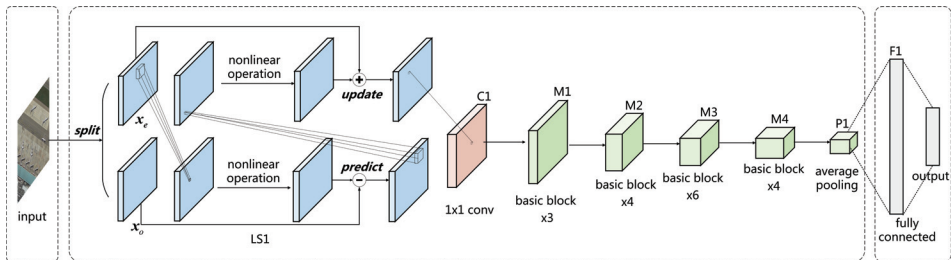 input
split
x_e
nonlinear
operation
update
x_o
nonlinear
operation
predict
LS1
C1
1x1 conv
M1
basic block
x3
M2
basic block
x4
M3
basic block
x6
M4
basic block
x4
P1
average
pooling
F1
fully
connected
output